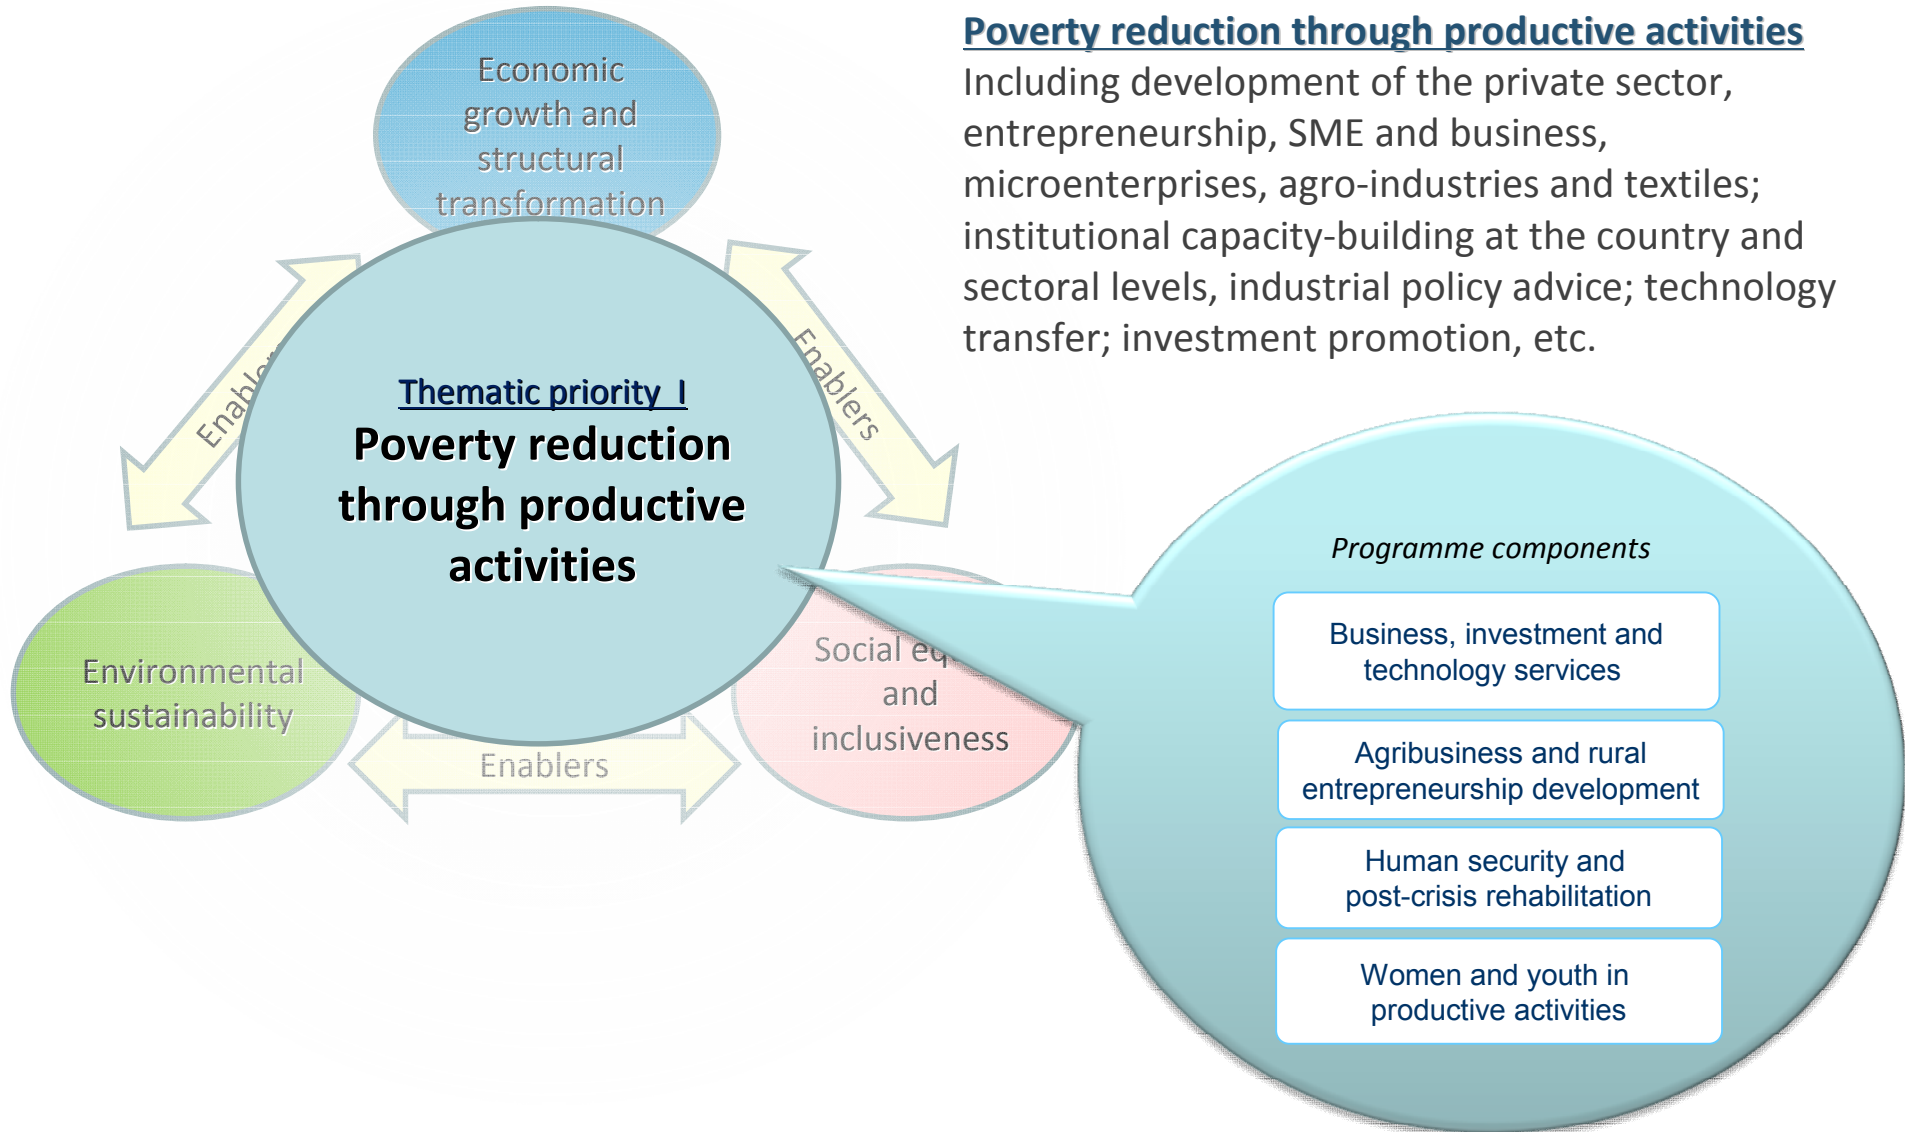 Poverty reduction through productive activities
Including development of the private sector,
entrepreneurship, SME and business,
microenterprises, agro-industries and textiles;
institutional capacity-building at the country and
sectoral levels, industrial policy advice; technology
transfer; investment promotion, etc.
Economic
growth and
structural
transformation
Enablers
Thematic priority I
Poverty reduction
through productive
activities
Environmental
sustainability
Social
and
inclusiveness
Enablers
Programme components
Business, investment and
technology services
Agribusiness and rural
entrepreneurship development
Human security and
post-crisis rehabilitation
Women and youth in
productive activities